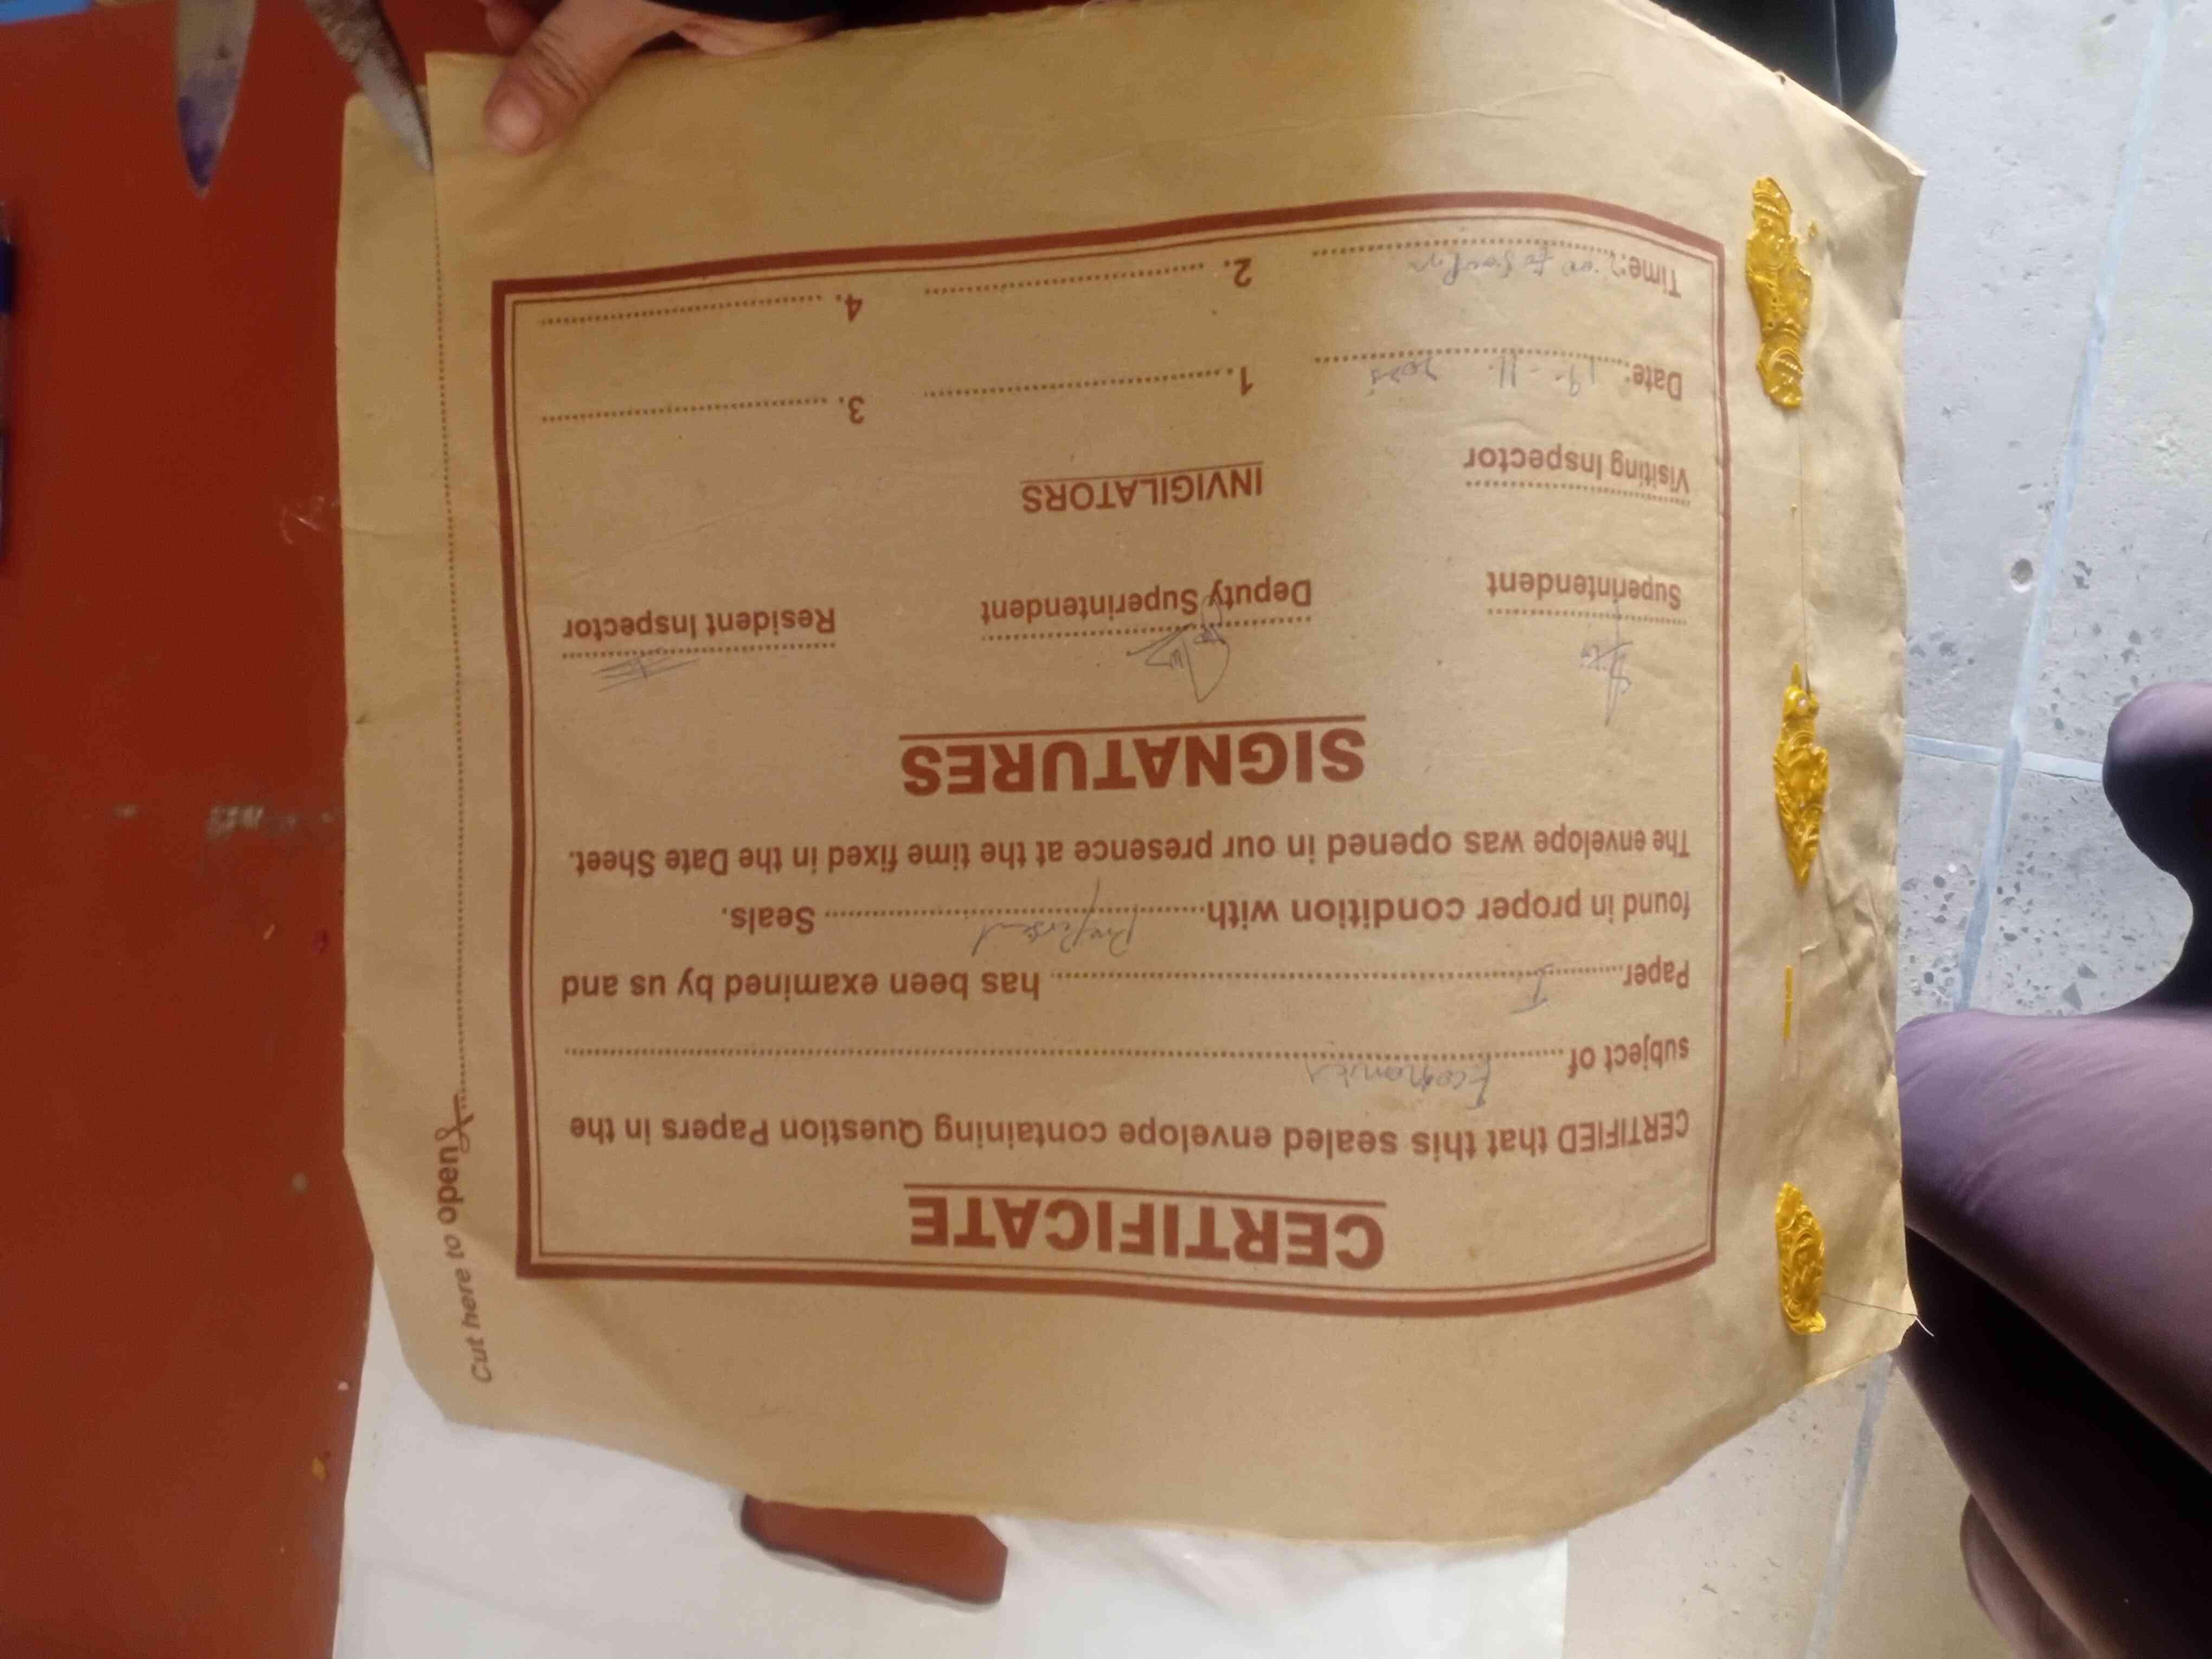 CERTIFICATE
CERTIFIED that this sealed envelope containing Question Papers in the
subject of Economics
Paper I has been examined by us and
found in proper condition with Seals.
The envelope was opened in our presence at the time fixed in the Date Sheet.
SIGNATURES
Superintendent Deputy Superintendent Resident Inspector
Visiting Inspector INVIGILATORS
Date: 19-11-2025 1. 3.
Time: 2. 4.
Cut here to open